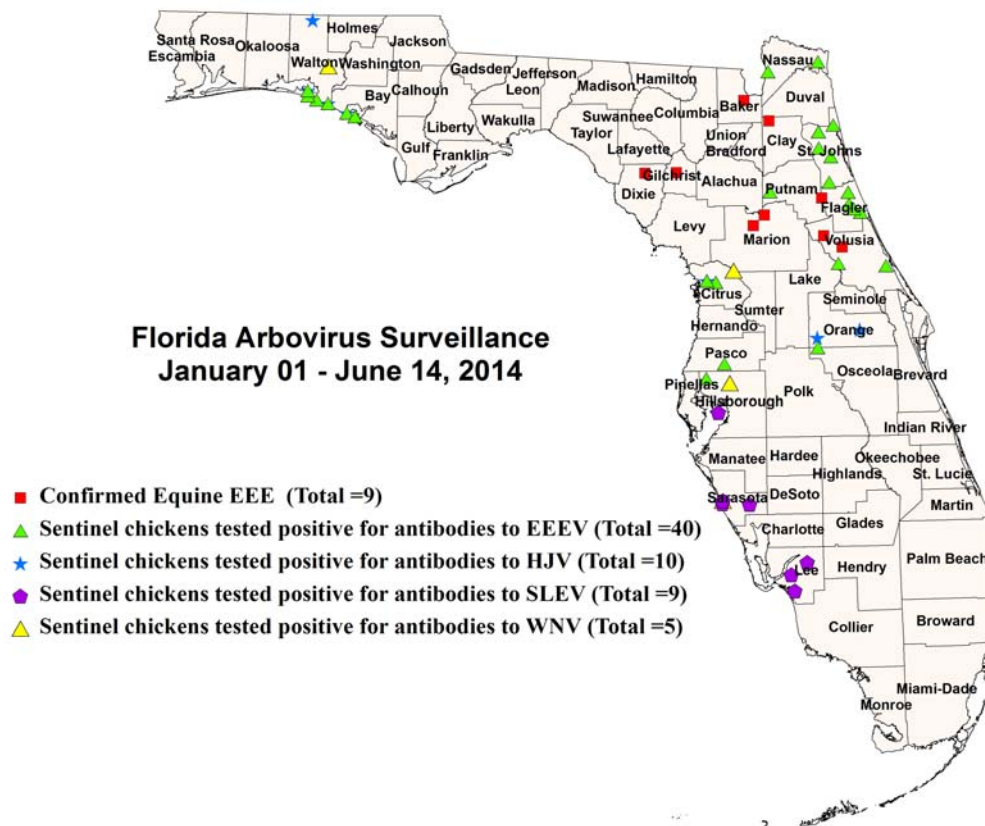 Holmes
Jackson
Santa Rosa
Okaloosa
Escambia
Walton
Washington
Gadsden
Jefferson
Leon
Madison
Hamilton
Nassau
Bay
Calhoun
Baker
Duval
Liberty
Wakulla
Suwannee
Columbia
Taylor
Union
Clay
Bradford
St. Johns
Lafayette
Gulf
Franklin
Gilchrist
Alachua
Putnam
Dixie
Flagler
Levy
Marion
Volusia
Lake
Citrus
Sumter
Seminole
Hernando
Orange
Florida Arbovirus Surveillance
January 01 - June 14, 2014
Pasco
Osceola
Brevard
Pinellas
Polk
Hillsborough
Indian River
Manatee
Hardee
Okeechobee
Highlands
St. Lucie
Sarasota
DeSoto
Martin
Charlotte
Glades
Palm Beach
Lee
Hendry
Collier
Broward
Miami-Dade
Monroe
Confirmed Equine EEE (Total =9)
Sentinel chickens tested positive for antibodies to EEEV (Total =40)
Sentinel chickens tested positive for antibodies to HJV (Total =10)
Sentinel chickens tested positive for antibodies to SLEV (Total =9)
Sentinel chickens tested positive for antibodies to WNV (Total =5)